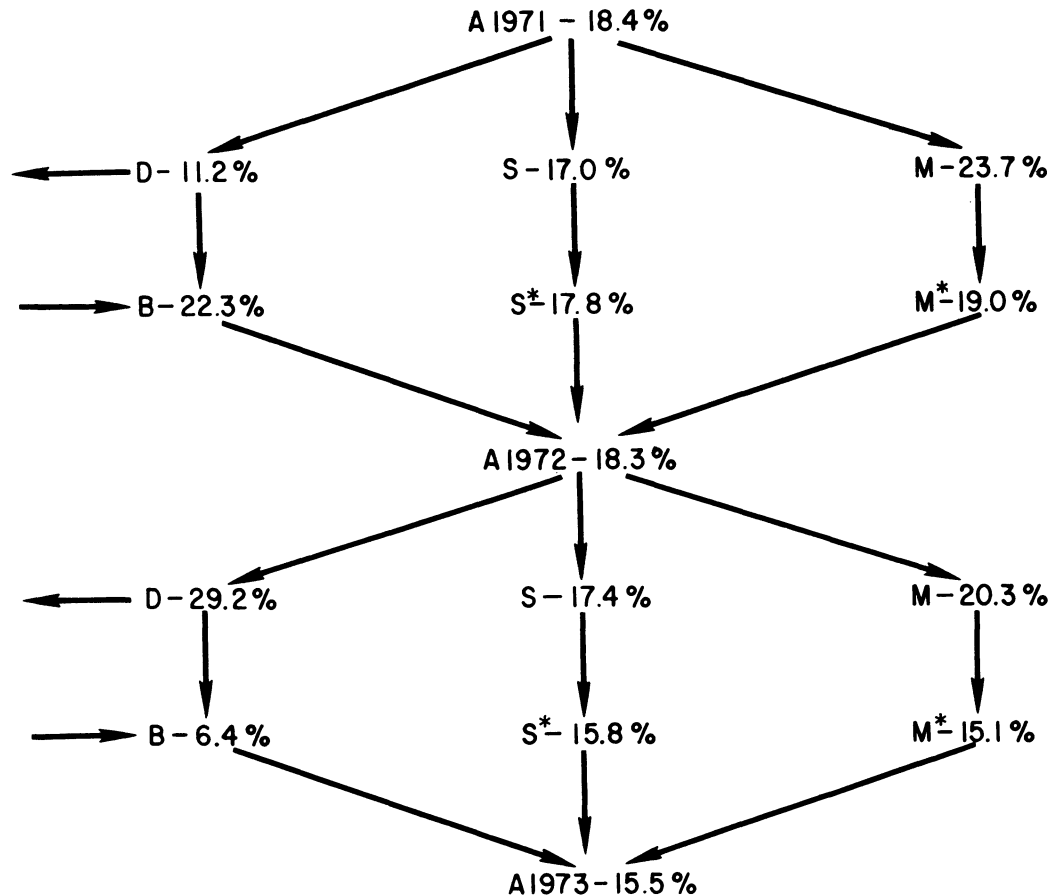 A 1971 - 18.4%
D - 11.2% S - 17.0% M - 23.7%
B - 22.3% S* - 17.8% M* - 19.0%
A 1972 - 18.3%
D - 29.2% S - 17.4% M - 20.3%
B - 6.4% S* - 15.8% M* - 15.1%
A 1973 - 15.5%